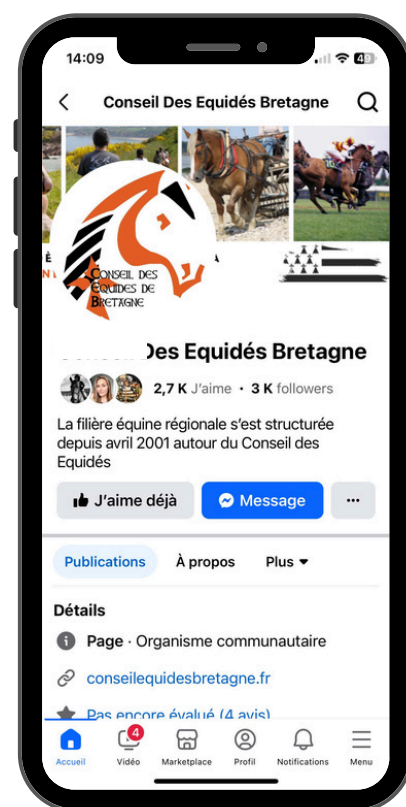 14:09
49
Conseil Des Equidés Bretagne
CONSEIL DES
EQUIDES DE
BRETAGNE
Des Equidés Bretagne
2,7 K J'aime · 3 K followers
La filière équine régionale s'est structurée
depuis avril 2001 autour du Conseil des
Equidés
J'aime déjà
Message
...
Publications
À propos
Plus
Détails
Page · Organisme communautaire
conseilequidesbretagne.fr
Pas encore évalué (4 avis)
4
Accueil
Vidéo
Marketplace
Profil
Notifications
Menu